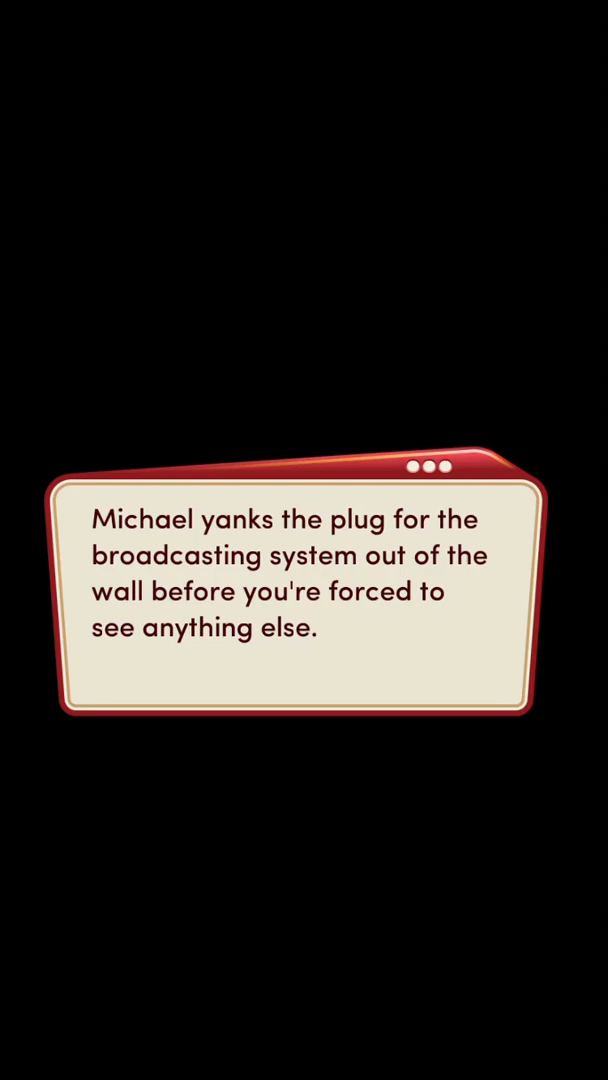 Michael yanks the plug for the
broadcasting system out of the
wall before you're forced to
see anything else.